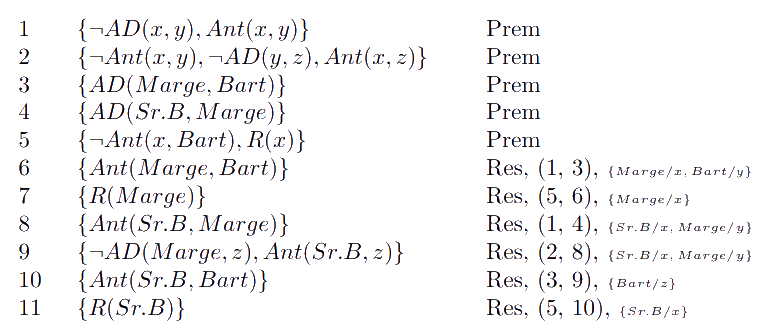 1 {¬AD(x, y), Ant(x, y)} Prem
2 {¬Ant(x, y), ¬AD(y, z), Ant(x, z)} Prem
3 {AD(Marge, Bart)} Prem
4 {AD(Sr.B, Marge)} Prem
5 {¬Ant(x, Bart), R(x)} Prem
6 {Ant(Marge, Bart)} Res, (1, 3), {Marge/x, Bart/y}
7 {R(Marge)} Res, (5, 6), {Marge/x}
8 {Ant(Sr.B, Marge)} Res, (1, 4), {Sr.B/x, Marge/y}
9 {¬AD(Marge, z), Ant(Sr.B, z)} Res, (2, 8), {Sr.B/x, Marge/y}
10 {Ant(Sr.B, Bart)} Res, (3, 9), {Bart/z}
11 {R(Sr.B)} Res, (5, 10), {Sr.B/x}